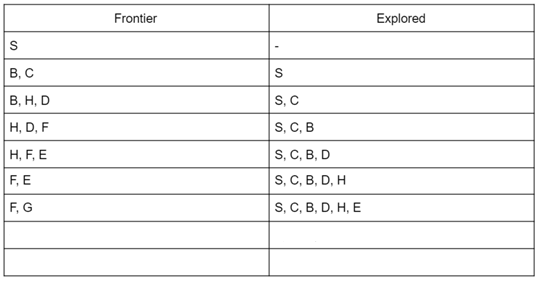 Frontier Explored
S -
B, C S
B, H, D S, C
H, D, F S, C, B
H, F, E S, C, B, D
F, E S, C, B, D, H
F, G S, C, B, D, H, E